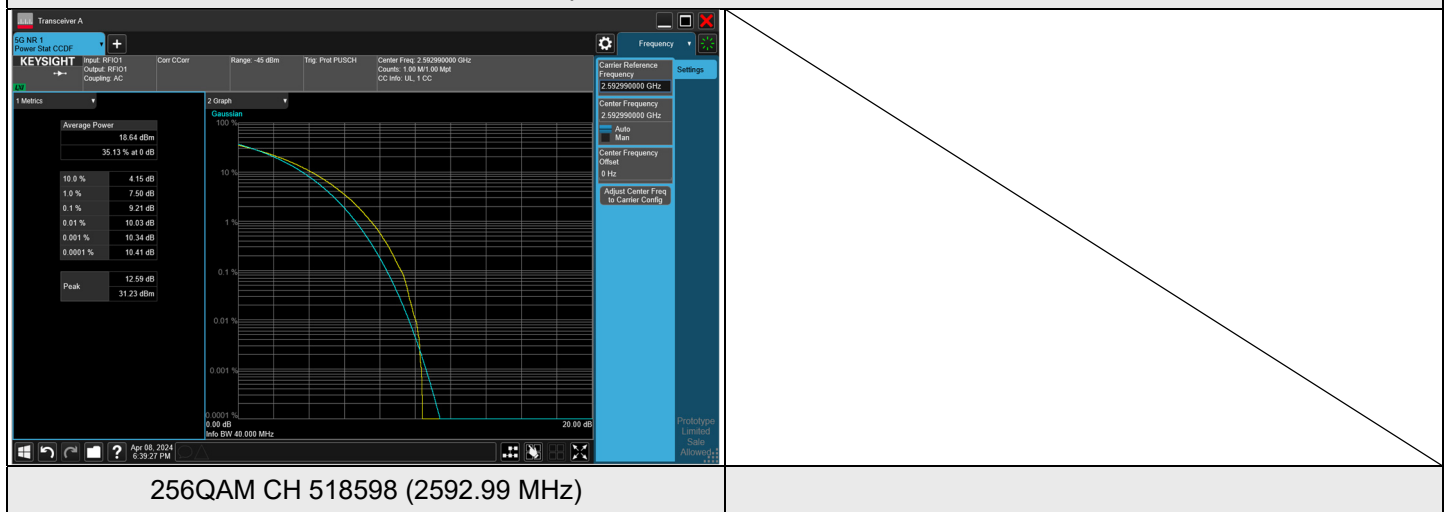 Transceiver A
5G NR 1
Power Stat CCDF
+
Frequency
KEYSIGHT
LXI
Input: RFIO1
Output: RFIO1
Coupling: AC
Corr CCorr
Range: -45 dBm
Trig: Prot PUSCH
Center Freq: 2.592990000 GHz
Counts: 1.00 M/1.00 Mpt
CC Info: UL, 1 CC
Carrier Reference
Frequency
2.592990000 GHz
Settings
Center Frequency
2.592990000 GHz
Auto
Man
Center Frequency
Offset
0 Hz
Adjust Center Freq
to Carrier Config
Prototype
Limited
Sale
Allowed
1 Metrics
Average Power
18.64 dBm
35.13 % at 0 dB
10.0 % 4.15 dB
1.0 % 7.50 dB
0.1 % 9.21 dB
0.01 % 10.03 dB
0.001 % 10.34 dB
0.0001 % 10.41 dB
Peak
12.59 dB
31.23 dBm
2 Graph
Gaussian
100 %
10 %
1 %
0.1 %
0.01 %
0.001 %
0.0001 %
0.00 dB 20.00 dB
Info BW 40.000 MHz
?
Apr 08, 2024
6:39:27 PM
256QAM CH 518598 (2592.99 MHz)